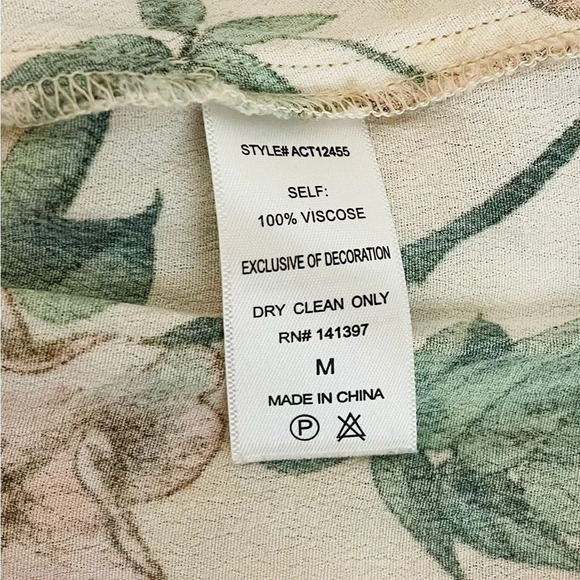 STYLE# ACT12455
SELF:
100% VISCOSE
EXCLUSIVE OF DECORATION
DRY CLEAN ONLY
RN# 141397
M
MADE IN CHINA
P